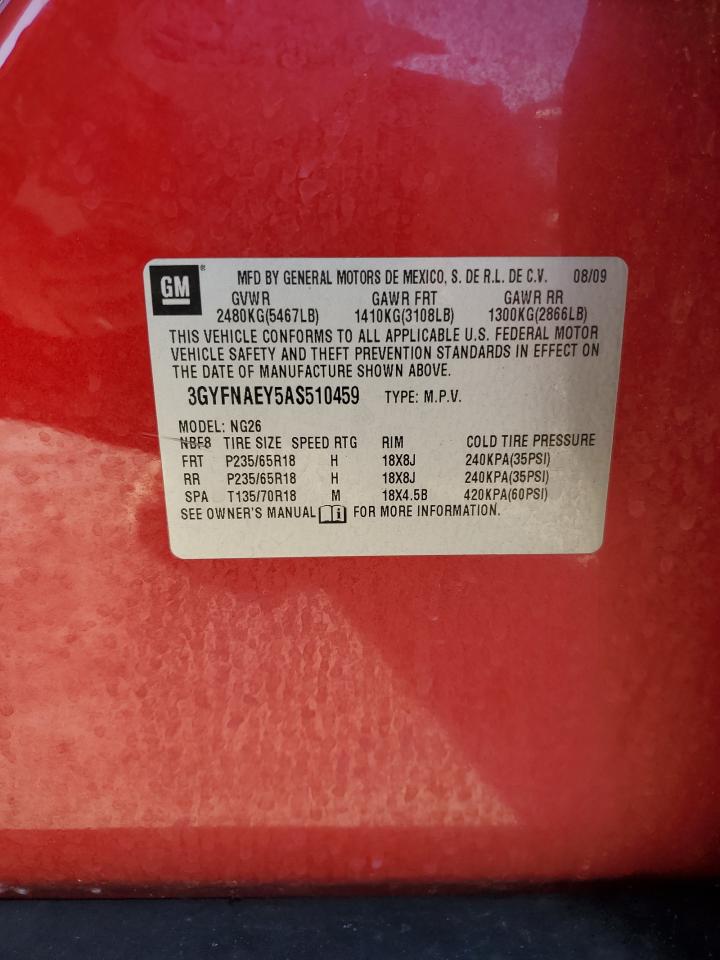 GM® MFD BY GENERAL MOTORS DE MEXICO, S. DE R.L. DE C.V. 08/09
GVWR GAWR FRT GAWR RR
2480KG(5467LB) 1410KG(3108LB) 1300KG(2866LB)
THIS VEHICLE CONFORMS TO ALL APPLICABLE U.S. FEDERAL MOTOR
VEHICLE SAFETY AND THEFT PREVENTION STANDARDS IN EFFECT ON
THE DATE OF MANUFACTURE SHOWN ABOVE.
3GYFNAEY5AS510459 TYPE: M.P.V.
MODEL: NG26
NBF8 TIRE SIZE SPEED RTG RIM COLD TIRE PRESSURE
FRT P235/65R18 H 18X8J 240KPA(35PSI)
RR P235/65R18 H 18X8J 240KPA(35PSI)
SPA T135/70R18 M 18X4.5B 420KPA(60PSI)
SEE OWNER'S MANUAL i FOR MORE INFORMATION.